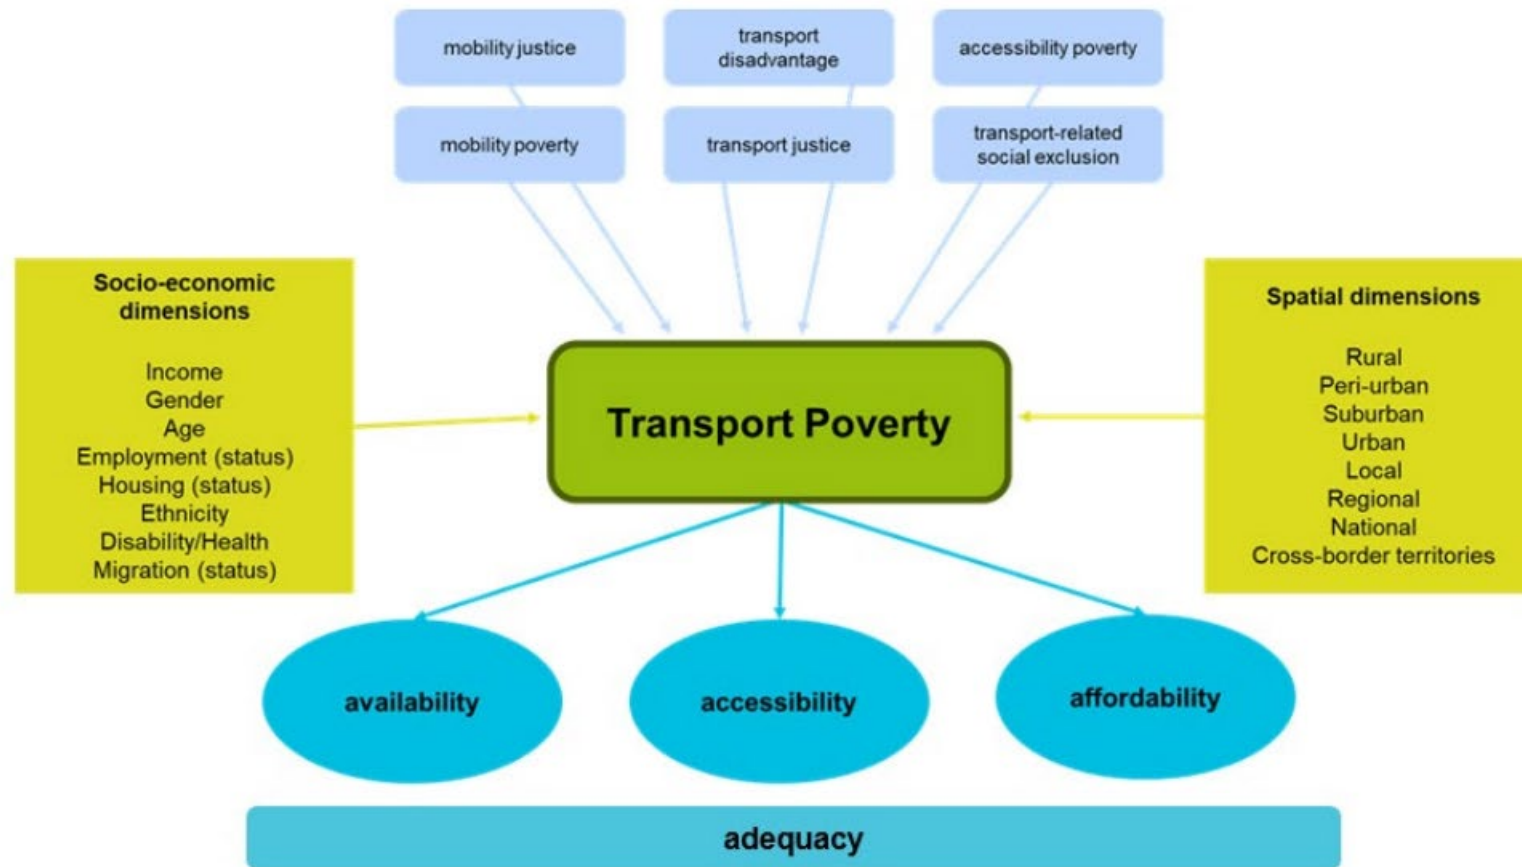 mobility justice
transport
disadvantage
accessibility poverty
mobility poverty
transport justice
transport-related
social exclusion
Socio-economic
dimensions
Income
Gender
Age
Employment (status)
Housing (status)
Ethnicity
Disability/Health
Migration (status)
Transport Poverty
Spatial dimensions
Rural
Peri-urban
Suburban
Urban
Local
Regional
National
Cross-border territories
availability
accessibility
affordability
adequacy